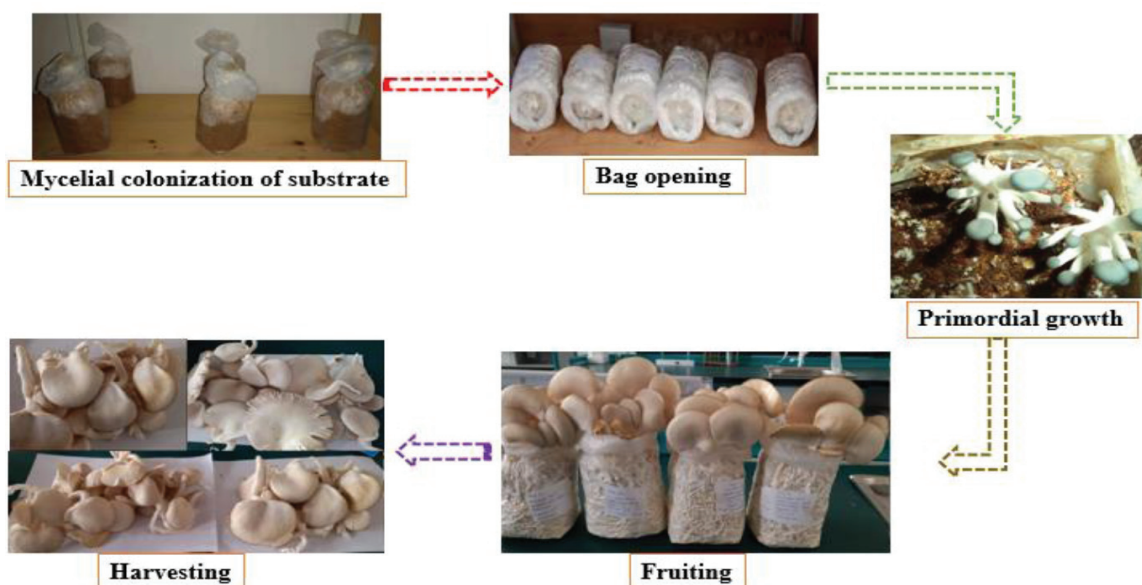 Mycelial colonization of substrate
Bag opening
Primordial growth
Fruiting
Harvesting